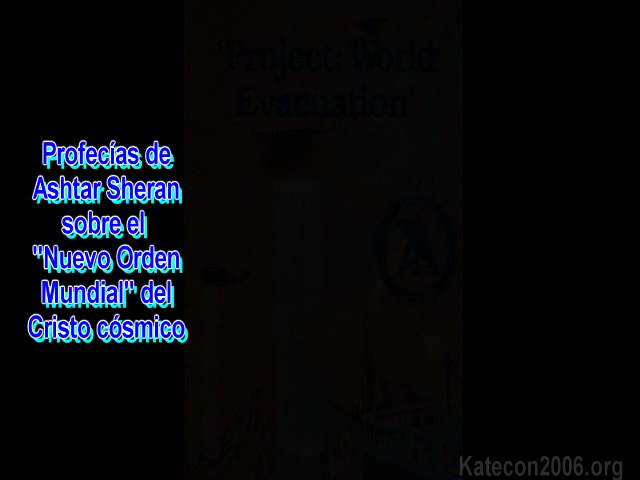 'Project: World
Evacuation'
Profecías de
Ashtar Sheran
sobre el
"Nuevo Orden
Mundial" del
Cristo cósmico
Katecon2006.org